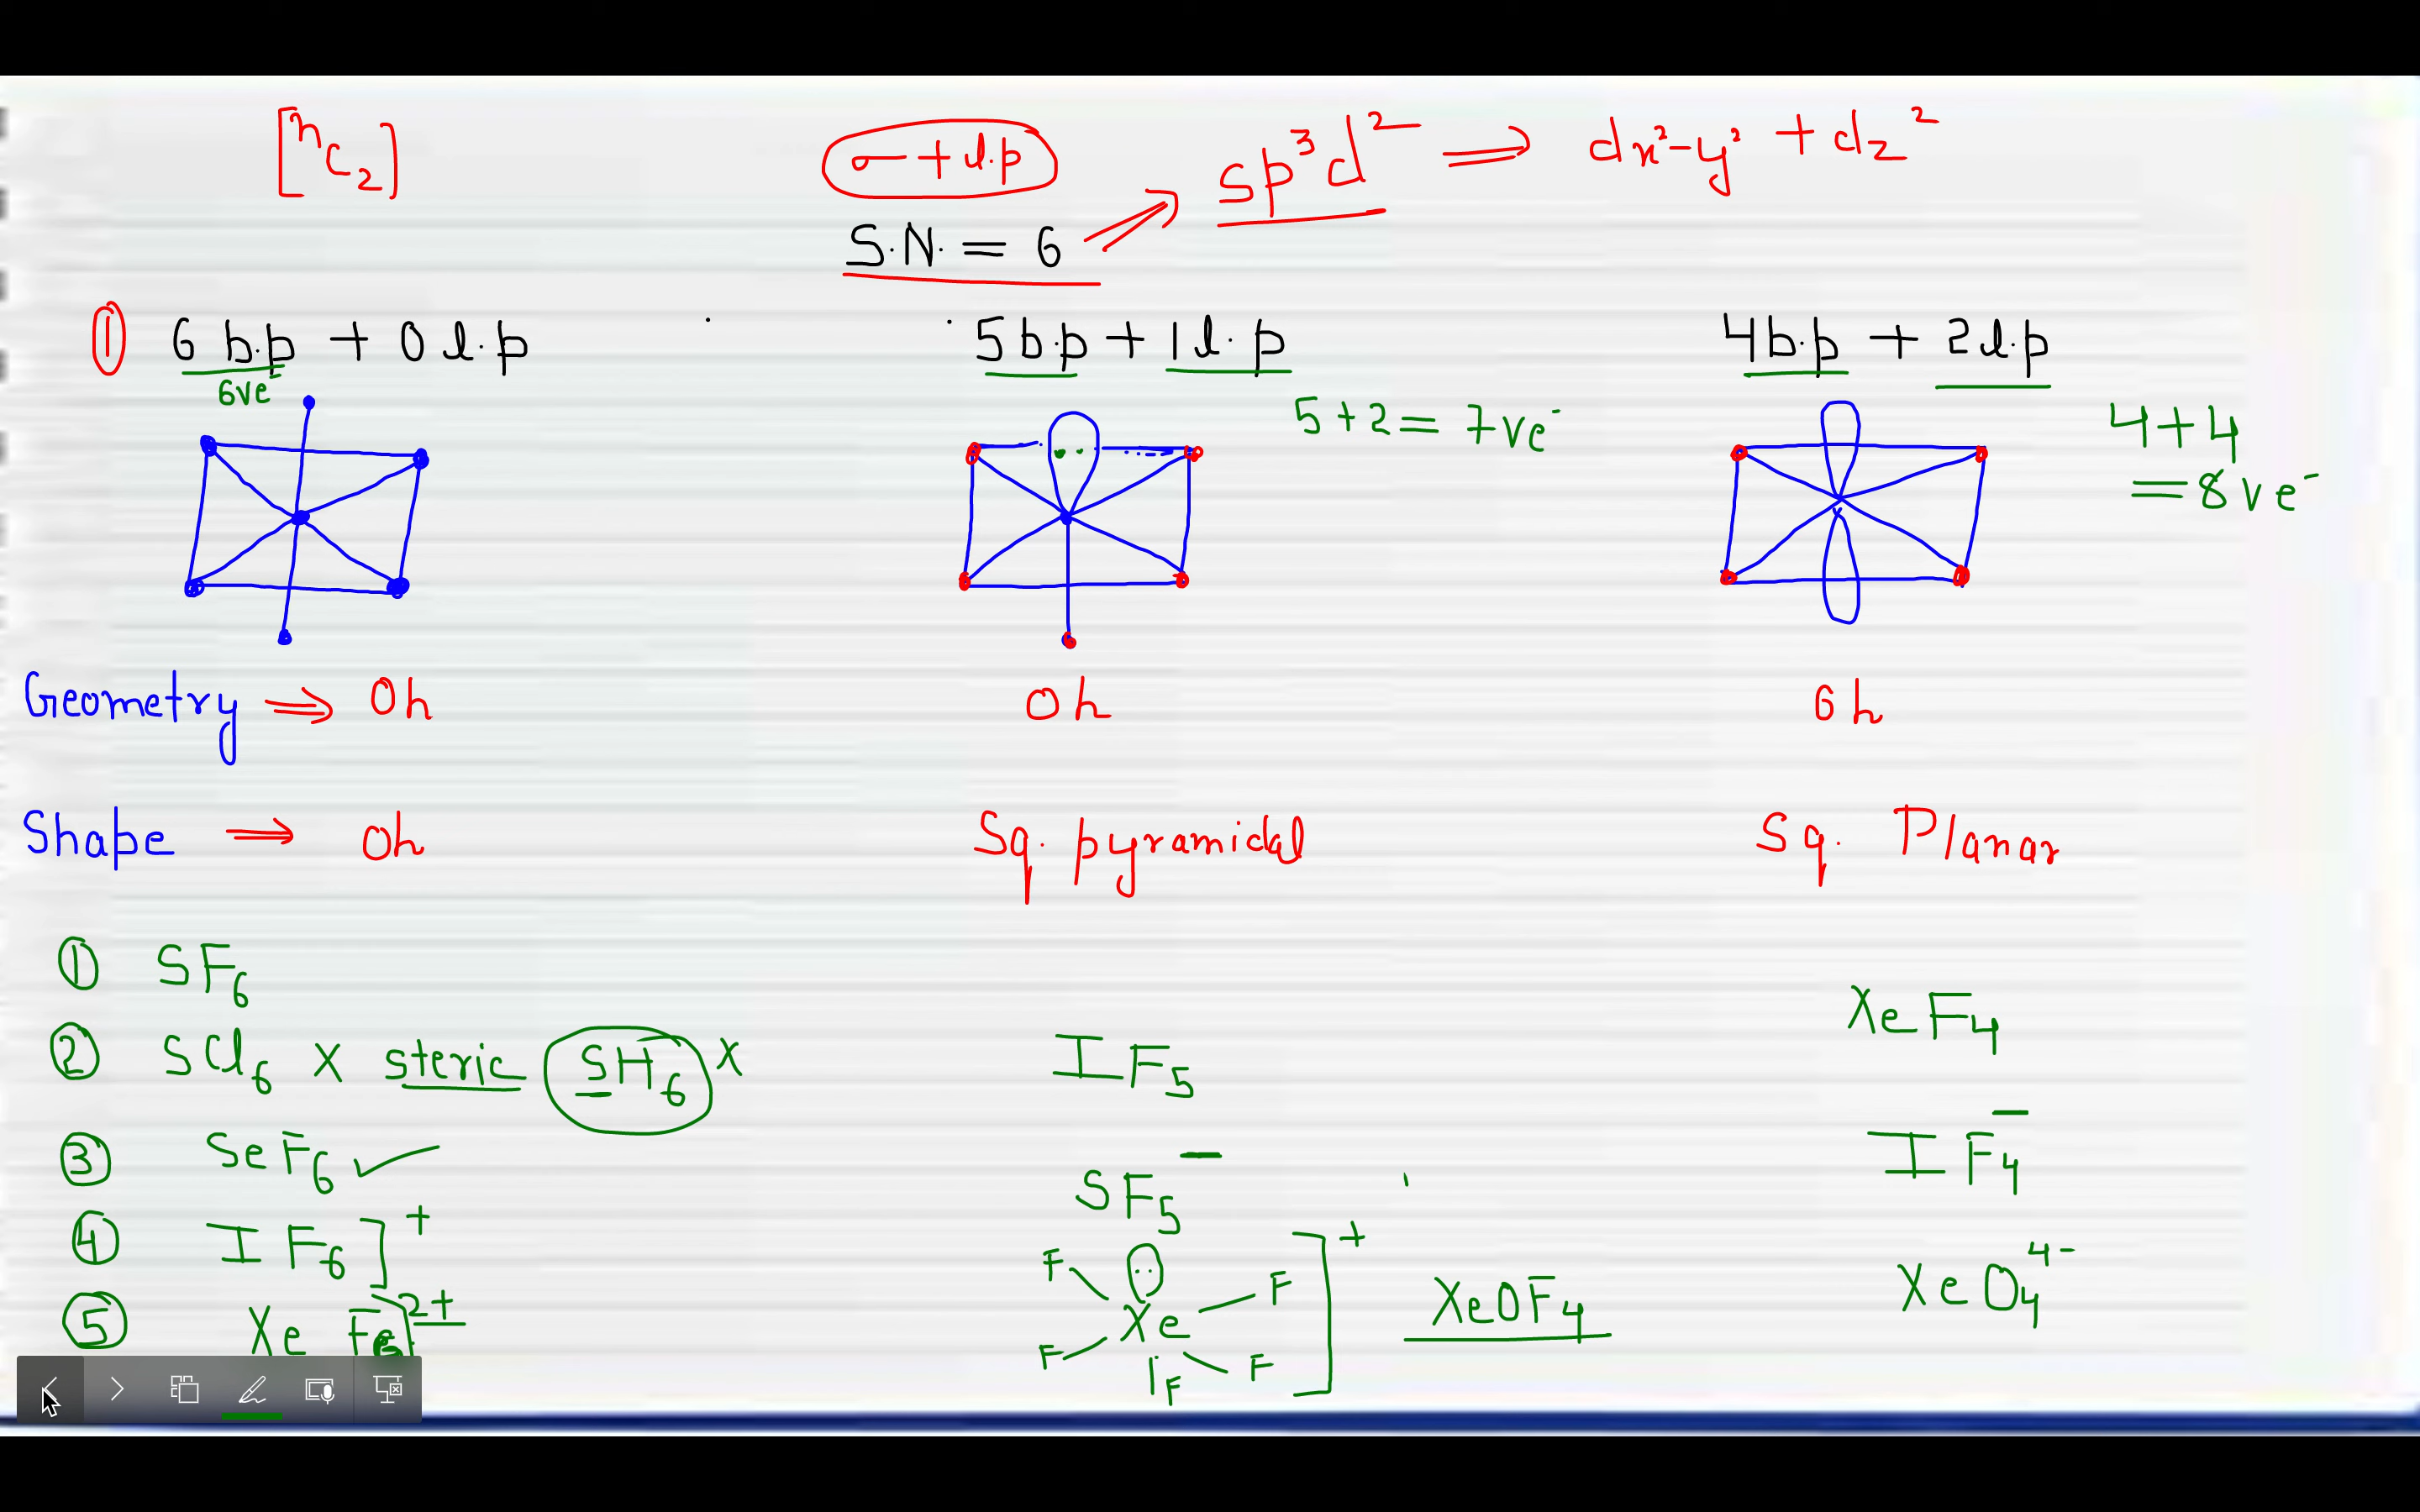 [ⁿC₂]
σ + l.p
sp³d² ⟹ dx²-y² + dz²
S.N. = 6
① 6 b.p + 0 l.p
6ve⁻
5 b.p + 1 l.p
5 + 2 = 7ve⁻
4 b.p + 2 l.p
4 + 4
= 8ve⁻
Geometry ⟹ Oh
Oh
Oh
Shape ⟹ Oh
Sq. pyramidal
Sq. Planar
① SF₆
② SCl₆ X steric SH₆ X
③ SeF₆ ✓
④ IF₆]⁺
⑤ XeF₆]²⁺
IF₅
SF₅⁻
F F
Xe ]⁺
F F F
XeOF₄
XeF₄
IF₄⁻
XeO₄⁴⁻